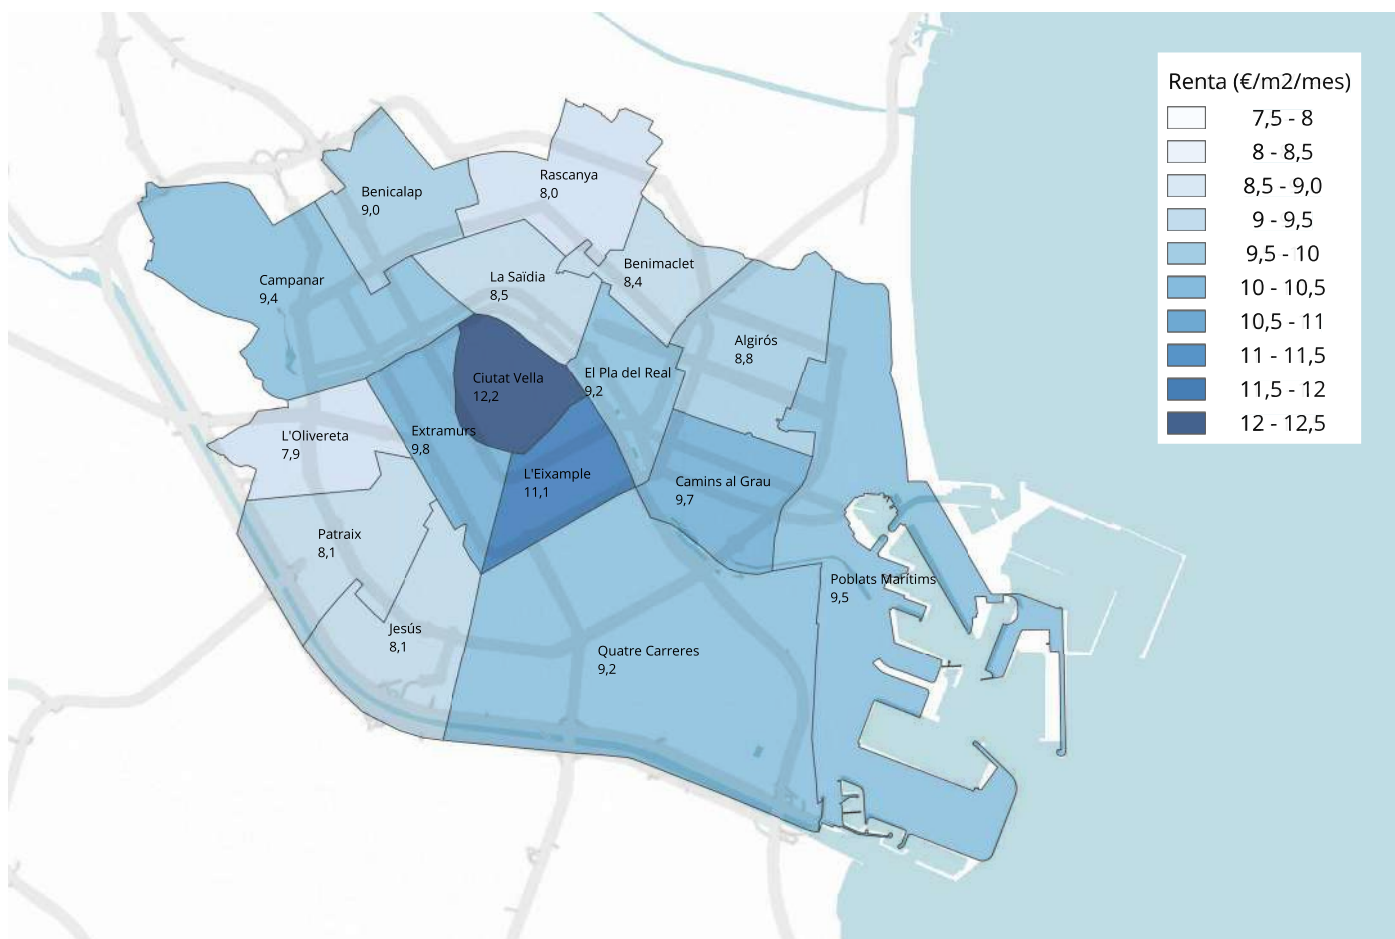 Renta (€/m2/mes)
7,5 - 8
8 - 8,5
8,5 - 9,0
9 - 9,5
9,5 - 10
10 - 10,5
10,5 - 11
11 - 11,5
11,5 - 12
12 - 12,5
Rascanya
8,0
Benicalap
9,0
Benimaclet
8,4
La Saïdia
8,5
Campanar
9,4
Algirós
8,8
El Pla del Real
9,2
Ciutat Vella
12,2
Extramurs
9,8
L'Olivereta
7,9
L'Eixample
11,1
Camins al Grau
9,7
Patraix
8,1
Poblats Marítims
9,5
Jesús
8,1
Quatre Carreres
9,2